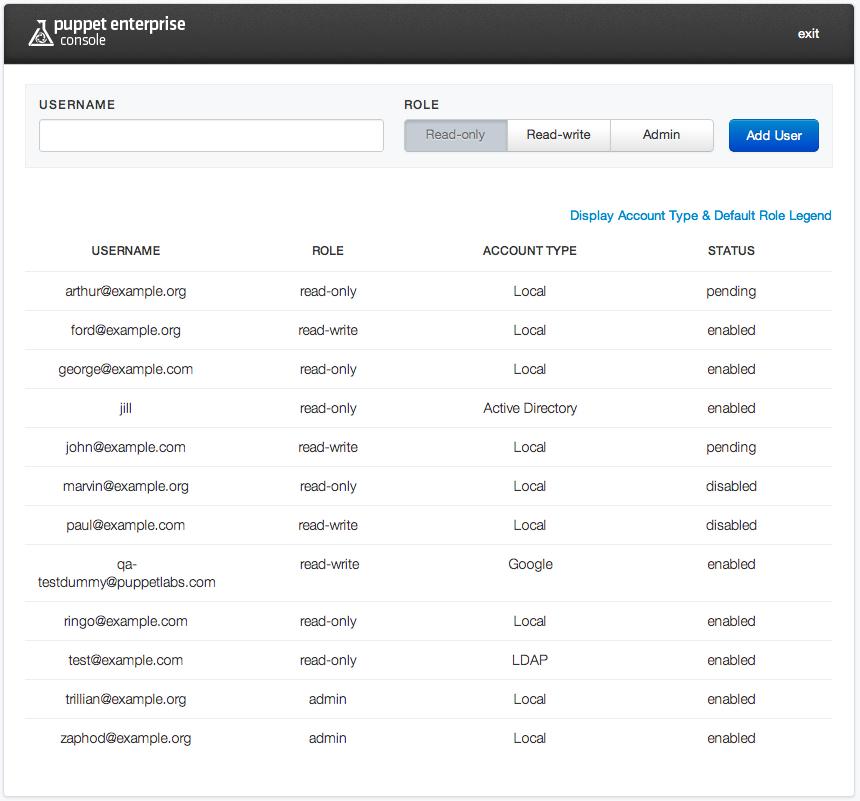 puppet enterprise
console
exit
USERNAME ROLE
Read-only Read-write Admin Add User
Display Account Type & Default Role Legend
USERNAME ROLE ACCOUNT TYPE STATUS
arthur@example.org read-only Local pending
ford@example.org read-write Local enabled
george@example.com read-only Local enabled
jill read-only Active Directory enabled
john@example.com read-write Local pending
marvin@example.org read-only Local disabled
paul@example.com read-write Local disabled
qa- read-write Google enabled
testdummy@puppetlabs.com
ringo@example.com read-only Local enabled
test@example.com read-only LDAP enabled
trillian@example.org admin Local enabled
zaphod@example.org admin Local enabled